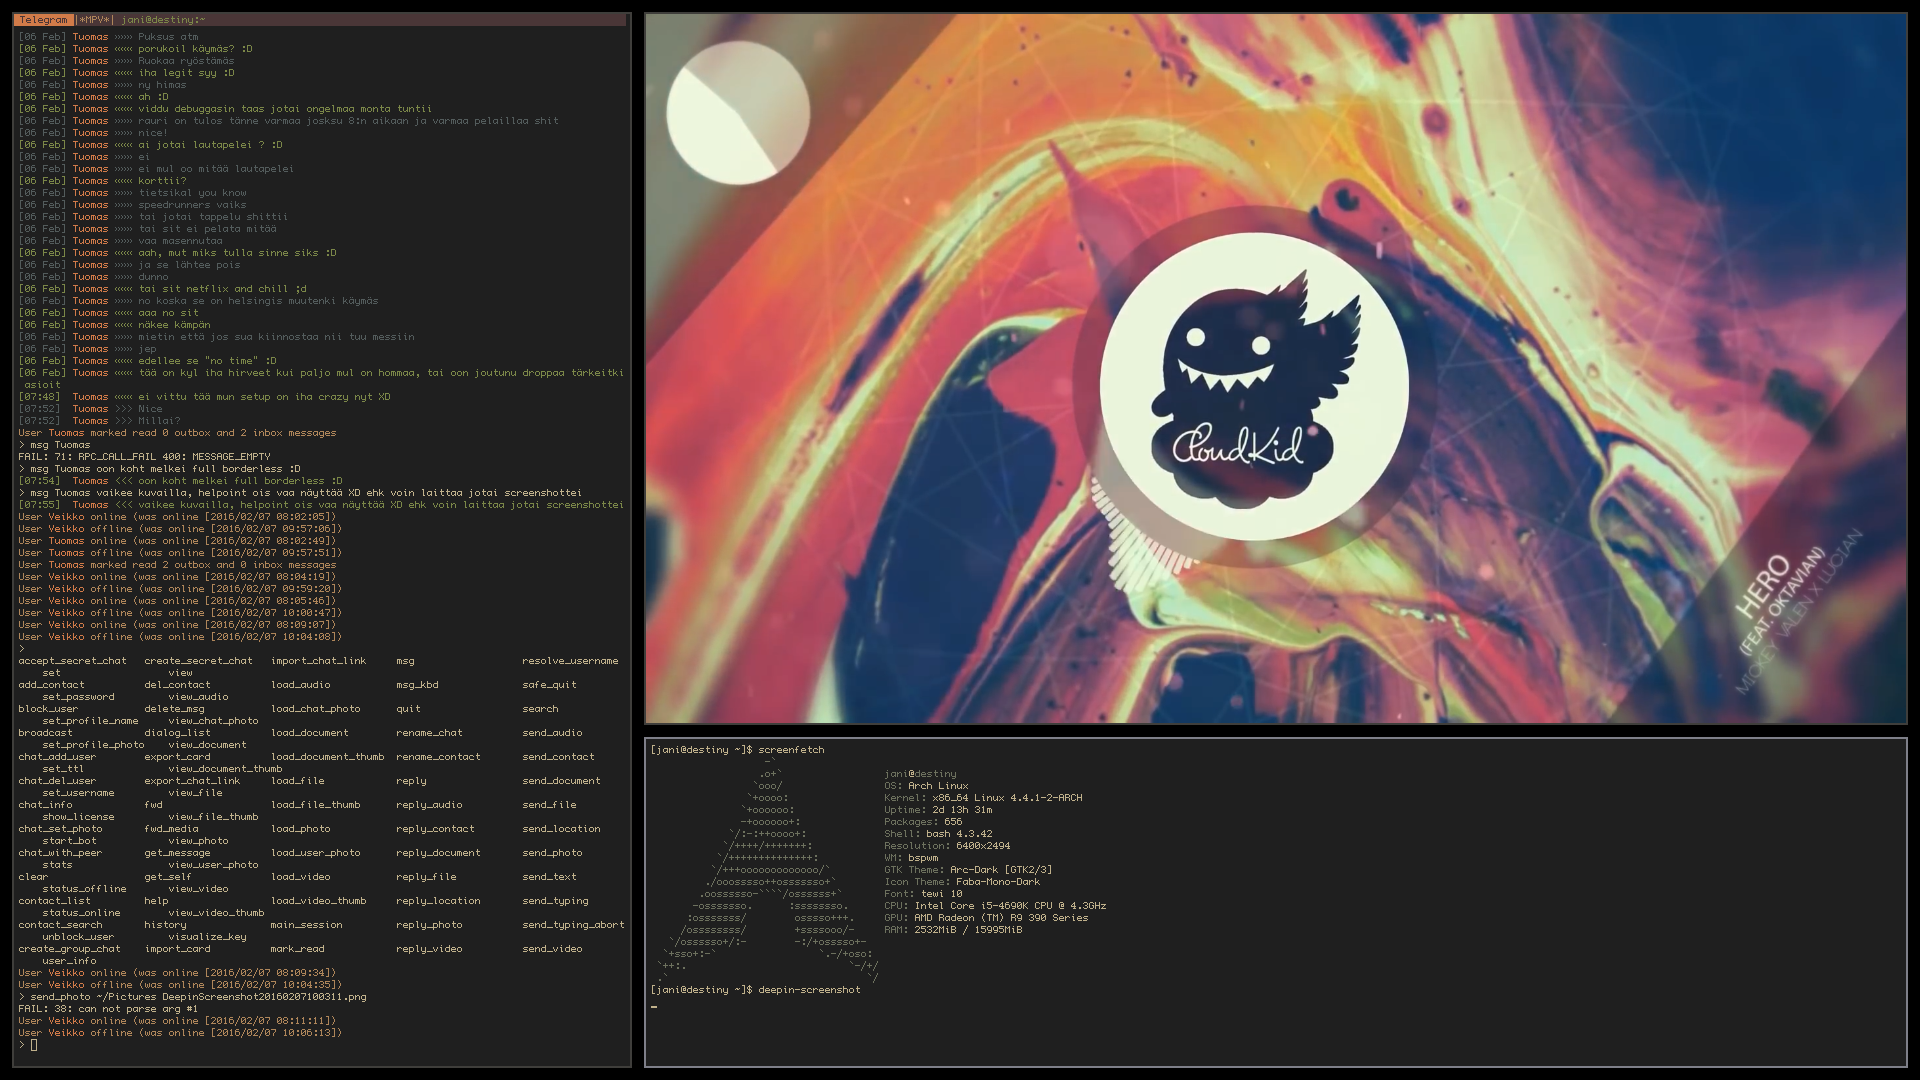 Telegram |*MPV*| jani@destiny:~
[06 Feb] Tuomas »»» Puksus atm
[06 Feb] Tuomas ««« porukoil käymäs? :D
[06 Feb] Tuomas »»» Ruokaa ryöstämäs
[06 Feb] Tuomas ««« iha legit syy :D
[06 Feb] Tuomas »»» ny himas
[06 Feb] Tuomas ««« ah :D
[06 Feb] Tuomas ««« viddu debuggasin taas jotai ongelmaa monta tuntii
[06 Feb] Tuomas »»» rauri on tulos tänne varmaa josksu 8:n aikaan ja varmaa pelaillaa shit
[06 Feb] Tuomas »»» nice!
[06 Feb] Tuomas ««« ai jotai lautapelei ? :D
[06 Feb] Tuomas »»» ei
[06 Feb] Tuomas »»» ei mul oo mitää lautapelei
[06 Feb] Tuomas ««« korttii?
[06 Feb] Tuomas »»» tietsikal you know
[06 Feb] Tuomas »»» speedrunners vaiks
[06 Feb] Tuomas »»» tai jotai tappelu shittii
[06 Feb] Tuomas »»» tai sit ei pelata mitää
[06 Feb] Tuomas »»» vaa masennutaa
[06 Feb] Tuomas ««« aah, mut miks tulla sinne siks :D
[06 Feb] Tuomas »»» ja se lähtee pois
[06 Feb] Tuomas »»» dunno
[06 Feb] Tuomas ««« tai sit netflix and chill ;d
[06 Feb] Tuomas »»» no koska se on helsingis muutenki käymäs
[06 Feb] Tuomas ««« aaa no sit
[06 Feb] Tuomas ««« näkee kämpän
[06 Feb] Tuomas »»» mietin että jos sua kiinnostaa nii tuu messiin
[06 Feb] Tuomas »»» jep
[06 Feb] Tuomas ««« edellee se "no time" :D
[06 Feb] Tuomas ««« tää on kyl iha hirveet kui paljo mul on hommaa, tai oon joutunu droppaa tärkeitki
asioit
[07:48] Tuomas ««« ei vittu tää mun setup on iha crazy nyt XD
[07:52] Tuomas >>> Nice
[07:52] Tuomas >>> Millai?
User Tuomas marked read 0 outbox and 2 inbox messages
> msg Tuomas
FAIL: 71: RPC_CALL_FAIL 400: MESSAGE_EMPTY
> msg Tuomas oon koht melkei full borderless :D
[07:54] Tuomas <<< oon koht melkei full borderless :D
> msg Tuomas vaikee kuvailla, helpoint ois vaa näyttää XD ehk voin laittaa jotai screenshottei
[07:55] Tuomas <<< vaikee kuvailla, helpoint ois vaa näyttää XD ehk voin laittaa jotai screenshottei
User Veikko online (was online [2016/02/07 08:02:05])
User Veikko offline (was online [2016/02/07 09:57:06])
User Tuomas online (was online [2016/02/07 08:02:49])
User Tuomas offline (was online [2016/02/07 09:57:51])
User Tuomas marked read 2 outbox and 0 inbox messages
User Veikko online (was online [2016/02/07 08:04:19])
User Veikko offline (was online [2016/02/07 09:59:20])
User Veikko online (was online [2016/02/07 08:05:46])
User Veikko offline (was online [2016/02/07 10:00:47])
User Veikko online (was online [2016/02/07 08:09:07])
User Veikko offline (was online [2016/02/07 10:04:08])
>
accept_secret_chat create_secret_chat import_chat_link msg resolve_username
set view
add_contact del_contact load_audio msg_kbd safe_quit
set_password view_audio
block_user delete_msg load_chat_photo quit search
set_profile_name view_chat_photo
broadcast dialog_list load_document rename_chat send_audio
set_profile_photo view_document
chat_add_user export_card load_document_thumb rename_contact send_contact
set_ttl view_document_thumb
chat_del_user export_chat_link load_file reply send_document
set_username view_file
chat_info fwd load_file_thumb reply_audio send_file
show_license view_file_thumb
chat_set_photo fwd_media load_photo reply_contact send_location
start_bot view_photo
chat_with_peer get_message load_user_photo reply_document send_photo
stats view_user_photo
clear get_self load_video reply_file send_text
status_offline view_video
contact_list help load_video_thumb reply_location send_typing
status_online view_video_thumb
contact_search history main_session reply_photo send_typing_abort
unblock_user visualize_key
create_group_chat import_card mark_read reply_video send_video
user_info
User Veikko online (was online [2016/02/07 08:09:34])
User Veikko offline (was online [2016/02/07 10:04:35])
> send_photo ~/Pictures DeepinScreenshot20160207100311.png
FAIL: 38: can not parse arg #1
User Veikko online (was online [2016/02/07 08:11:11])
User Veikko offline (was online [2016/02/07 10:06:13])
>
CloudKid
HERO
(FEAT. OKTAVIAN)
MICKEY VALEN X LUCIAN
[jani@destiny ~]$ screenfetch
jani@destiny
OS: Arch Linux
Kernel: x86_64 Linux 4.4.1-2-ARCH
Uptime: 2d 13h 31m
Packages: 656
Shell: bash 4.3.42
Resolution: 6400x2494
WM: bspwm
GTK Theme: Arc-Dark [GTK2/3]
Icon Theme: Faba-Mono-Dark
Font: tewi 10
CPU: Intel Core i5-4690K CPU @ 4.3GHz
GPU: AMD Radeon (TM) R9 390 Series
RAM: 2532MiB / 15995MiB
[jani@destiny ~]$ deepin-screenshot